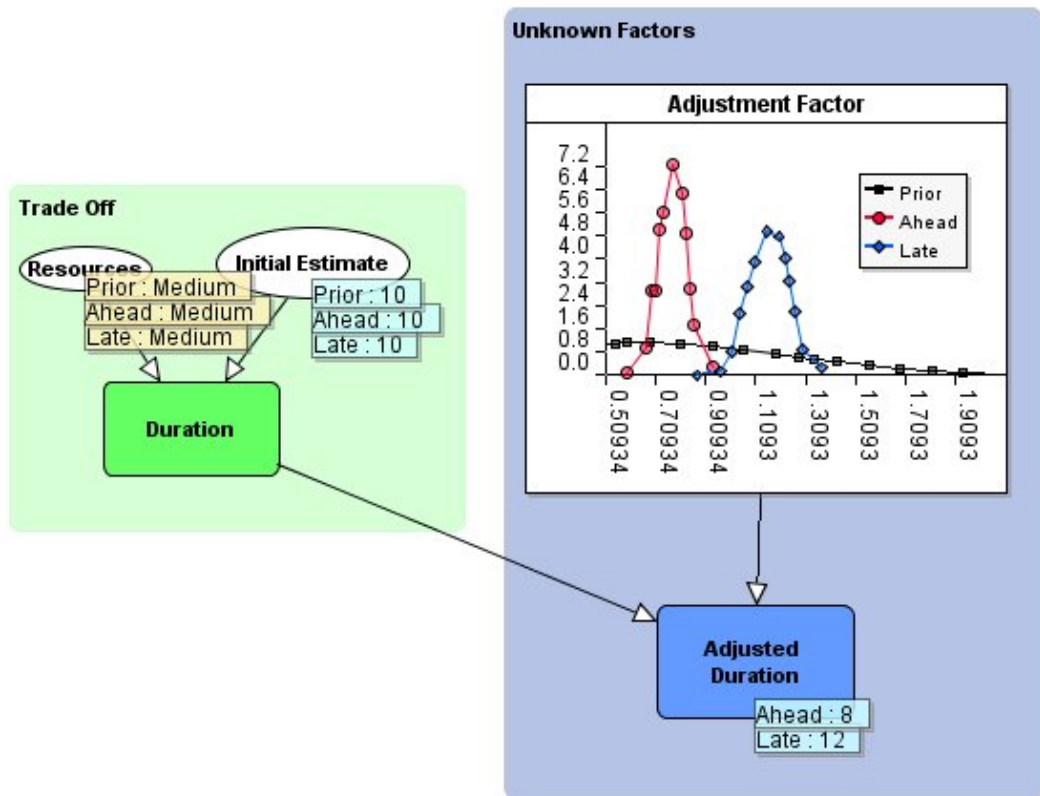 Unknown Factors
Adjustment Factor
7.2
6.4
5.6
4.8
4.0
3.2
2.4
1.6
0.8
0.0
Prior
Ahead
Late
0.50934
0.70934
0.90934
1.1093
1.3093
1.5093
1.7093
1.9093
Trade Off
Resources
Initial Estimate
Prior : Medium
Ahead : Medium
Late : Medium
Prior : 10
Ahead : 10
Late : 10
Duration
Adjusted
Duration
Ahead : 8
Late : 12